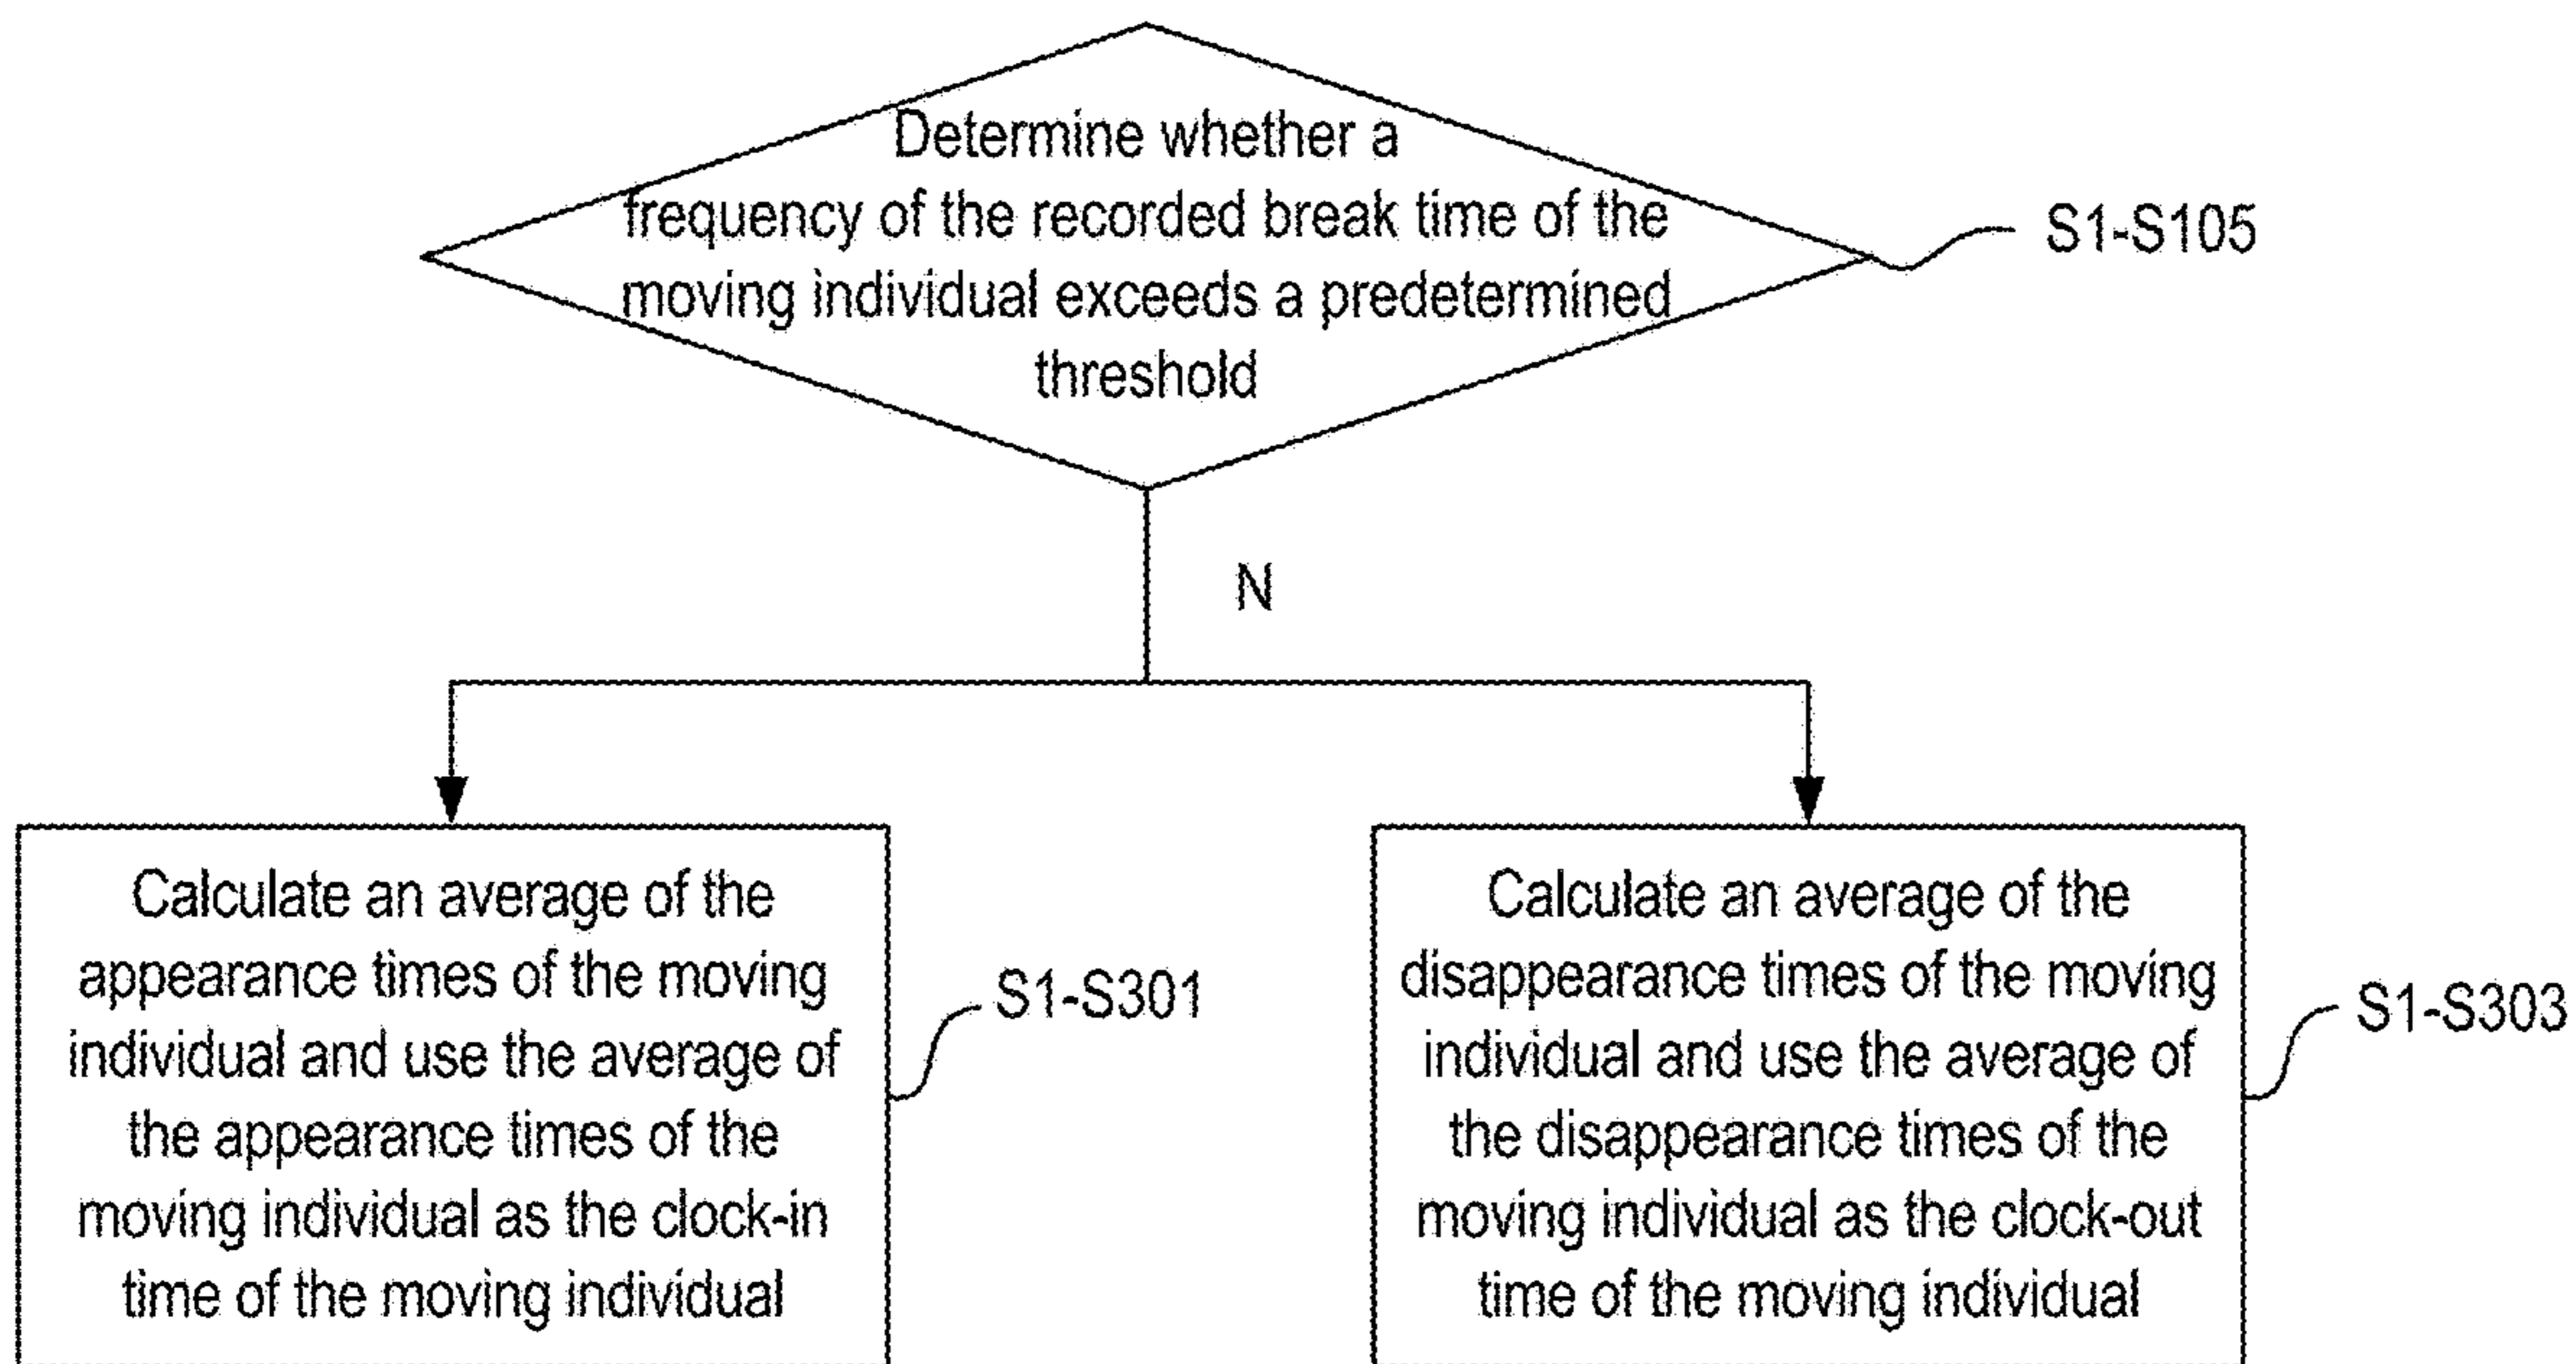 Determine whether a
frequency of the recorded break time of the
moving individual exceeds a predetermined
threshold
S1-S105
N
Calculate an average of the
appearance times of the moving
individual and use the average of
the appearance times of the
moving individual as the clock-in
time of the moving individual
S1-S301
Calculate an average of the
disappearance times of the moving
individual and use the average of
the disappearance times of the
moving individual as the clock-out
time of the moving individual
S1-S303